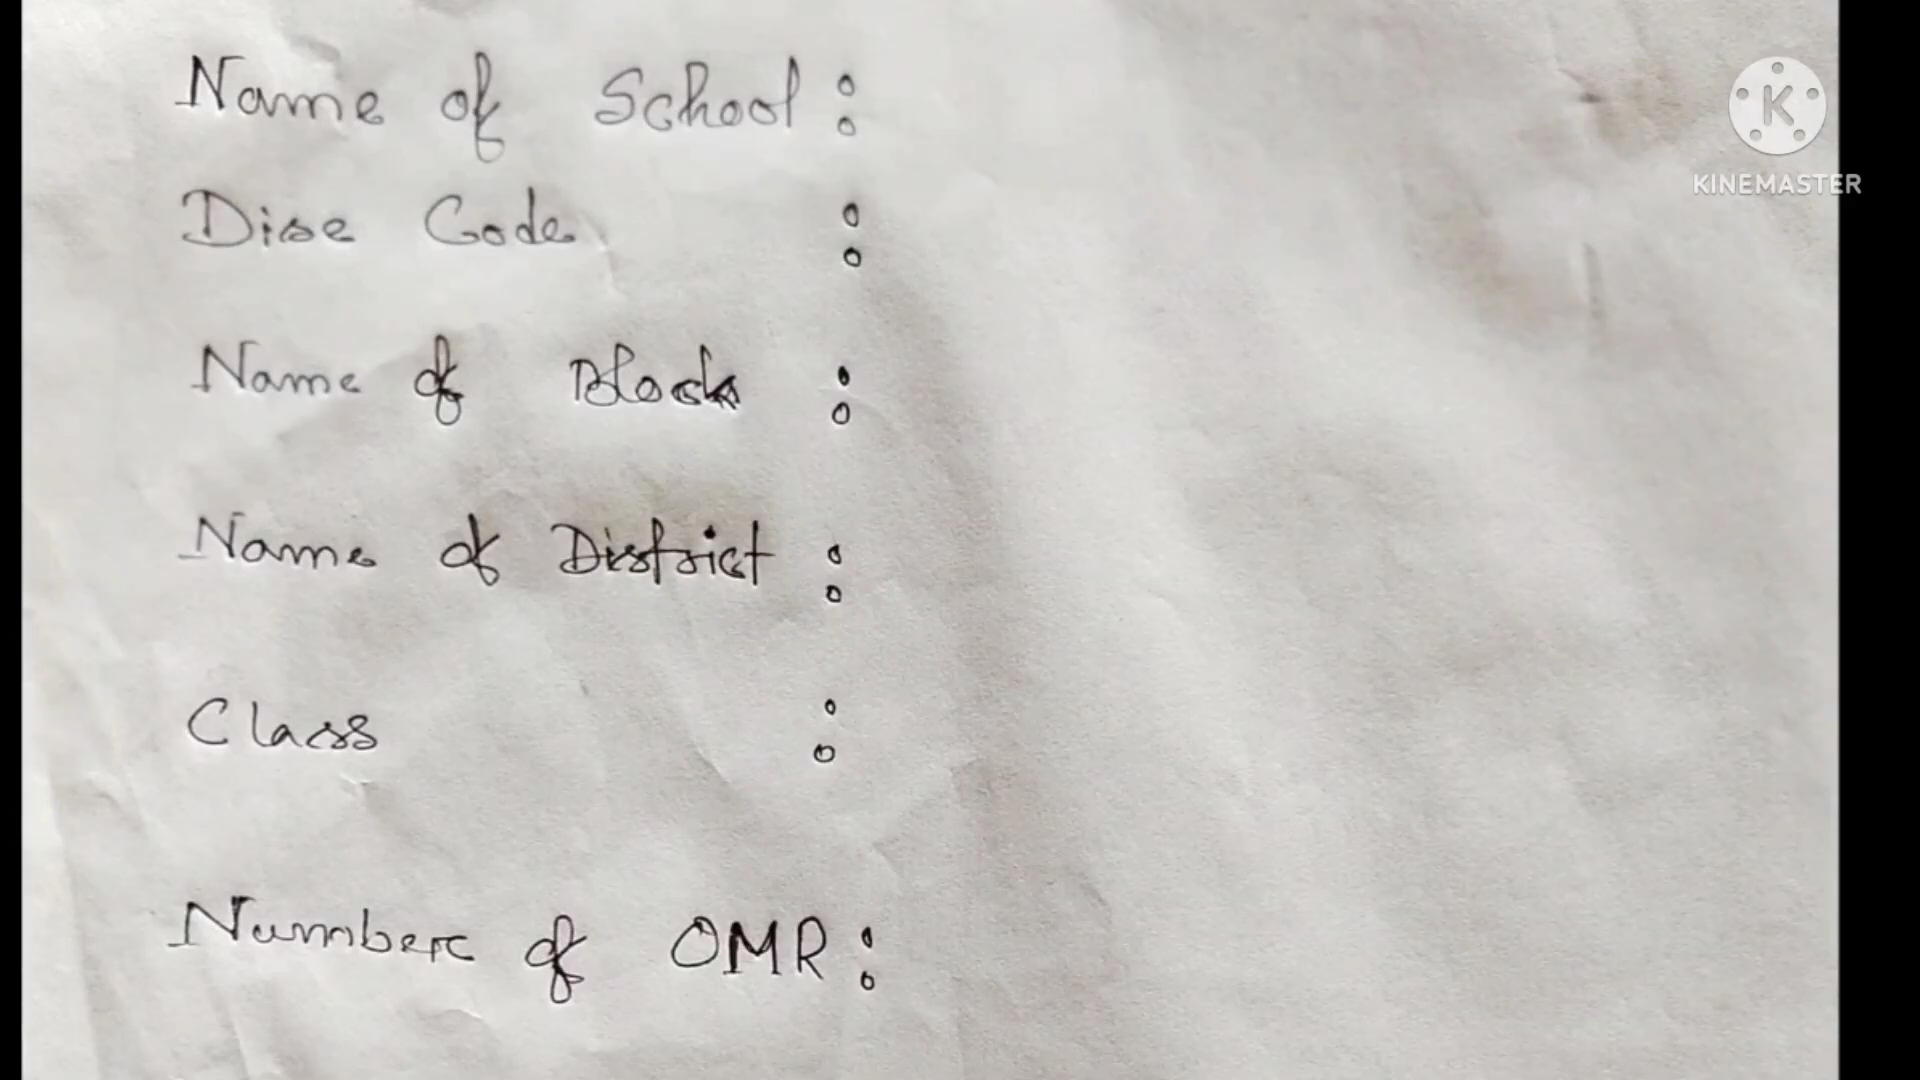 Name of School :
KINEMASTER
Dise Code :
Name of Block :
Name of District :
Class :
Number of OMR :